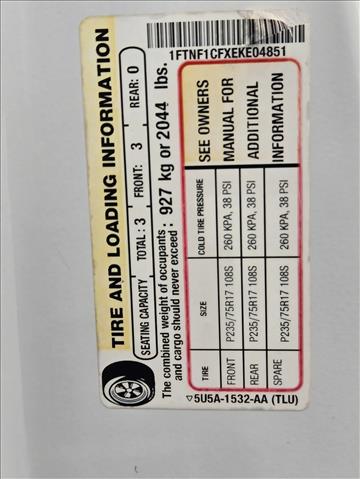 1FTNF1CFXEKE04851
TIRE AND LOADING INFORMATION
SEATING CAPACITY TOTAL: 3 FRONT: 3 REAR: 0
The combined weight of occupants
and cargo should never exceed: 927 kg or 2044 lbs.
TIRE SIZE COLD TIRE PRESSURE SEE OWNERS
FRONT P235/75R17 108S 260 KPA, 38 PSI MANUAL FOR
REAR P235/75R17 108S 260 KPA, 38 PSI ADDITIONAL
SPARE P235/75R17 108S 260 KPA, 38 PSI INFORMATION
▽5U5A-1532-AA (TLU)